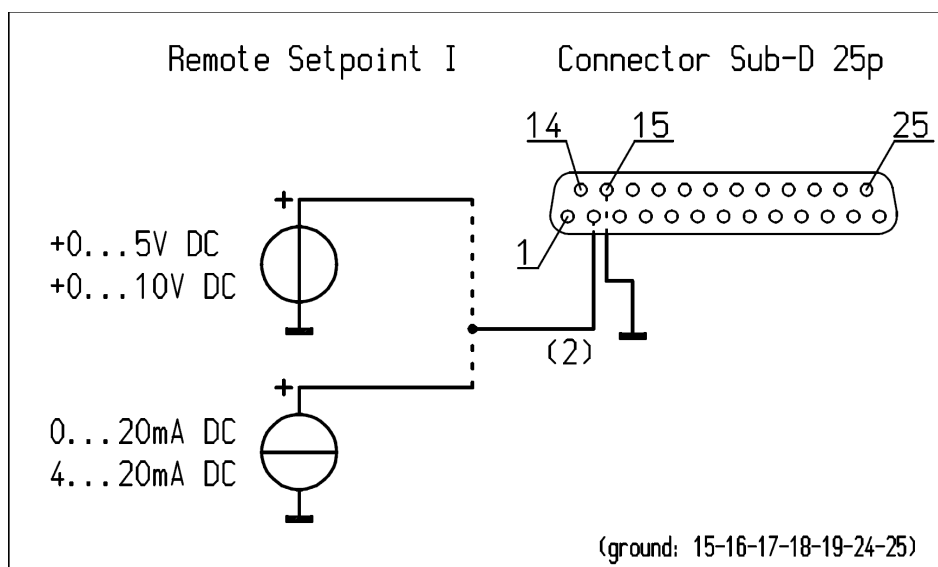 Remote Setpoint I
Connector Sub-D 25p
14
15
25
+
+0...5V DC
+0...10V DC
1
(2)
+
0...20mA DC
4...20mA DC
(ground: 15-16-17-18-19-24-25)